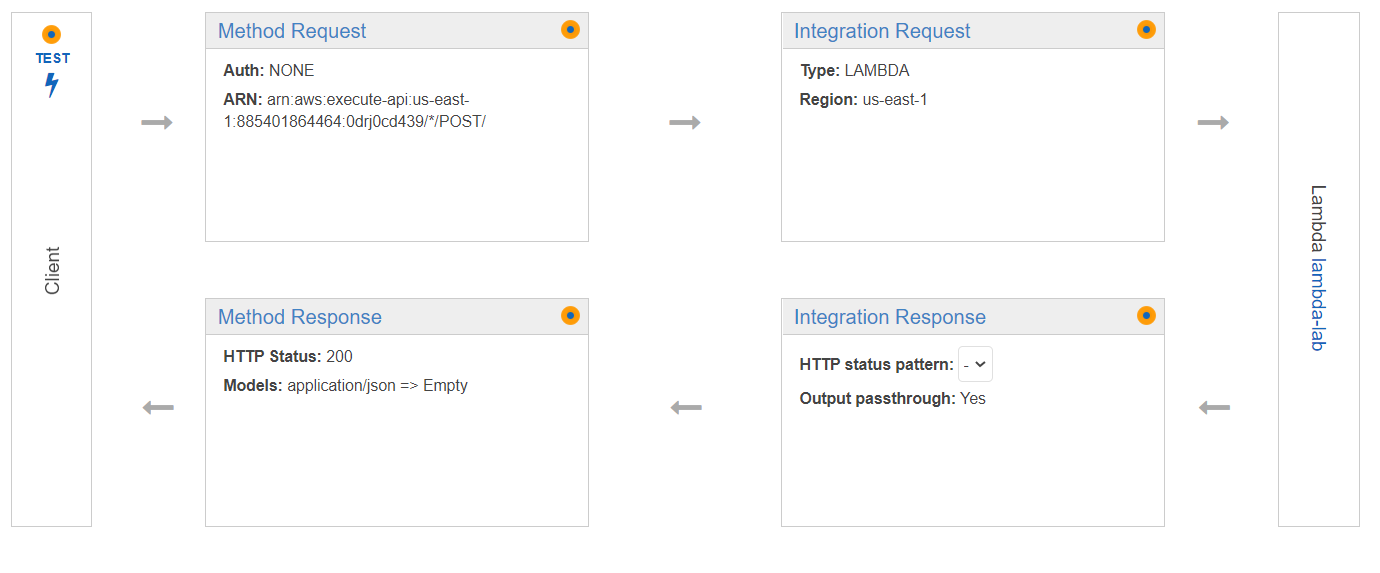 TEST
Client
Method Request
Auth: NONE
ARN: arn:aws:execute-api:us-east-
1:885401864464:0drj0cd439/*/POST/
Integration Request
Type: LAMBDA
Region: us-east-1
Method Response
HTTP Status: 200
Models: application/json => Empty
Integration Response
HTTP status pattern: -
Output passthrough: Yes
Lambda lambda-lab